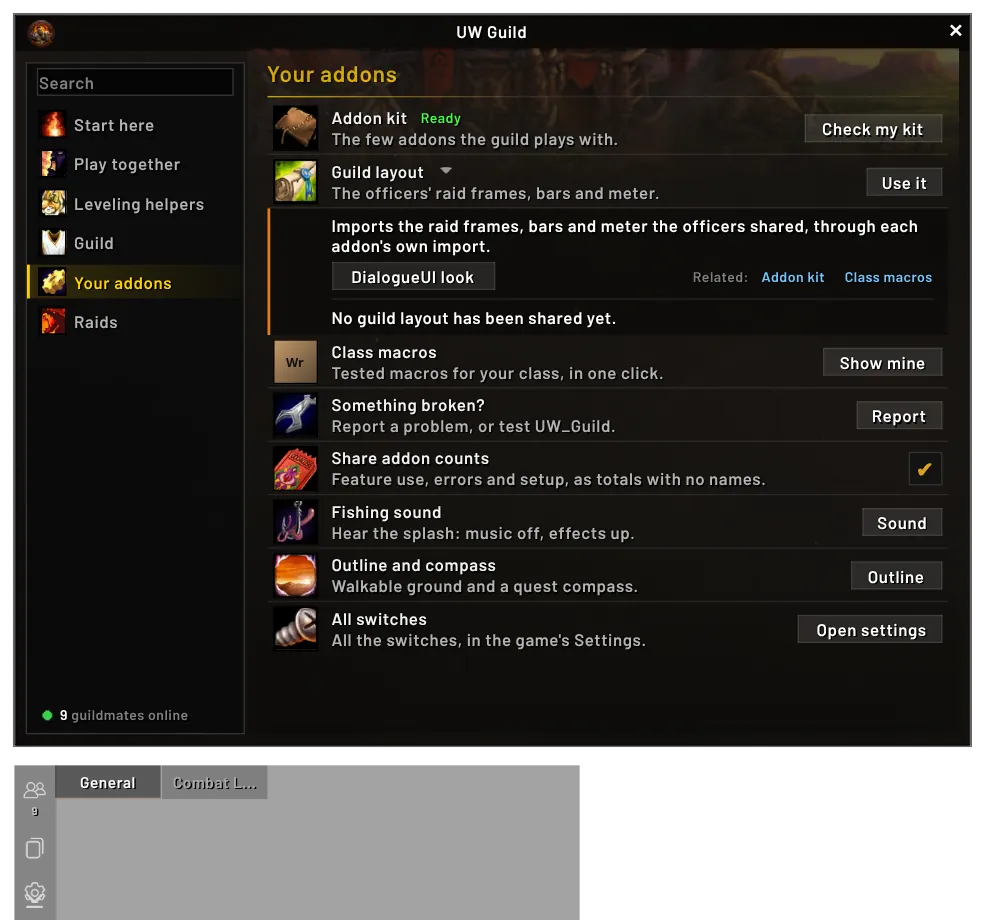 UW Guild
Search
Start here
Play together
Leveling helpers
Guild
Your addons
Raids
9 guildmates online
Your addons
Addon kit Ready
The few addons the guild plays with.
Check my kit
Guild layout
The officers' raid frames, bars and meter.
Use it
Imports the raid frames, bars and meter the officers shared, through each
addon's own import.
DialogueUI look
Related: Addon kit Class macros
No guild layout has been shared yet.
Wr
Class macros
Tested macros for your class, in one click.
Show mine
Something broken?
Report a problem, or test UW_Guild.
Report
Share addon counts
Feature use, errors and setup, as totals with no names.
Fishing sound
Hear the splash: music off, effects up.
Sound
Outline and compass
Walkable ground and a quest compass.
Outline
All switches
All the switches, in the game's Settings.
Open settings
General
Combat L...
9